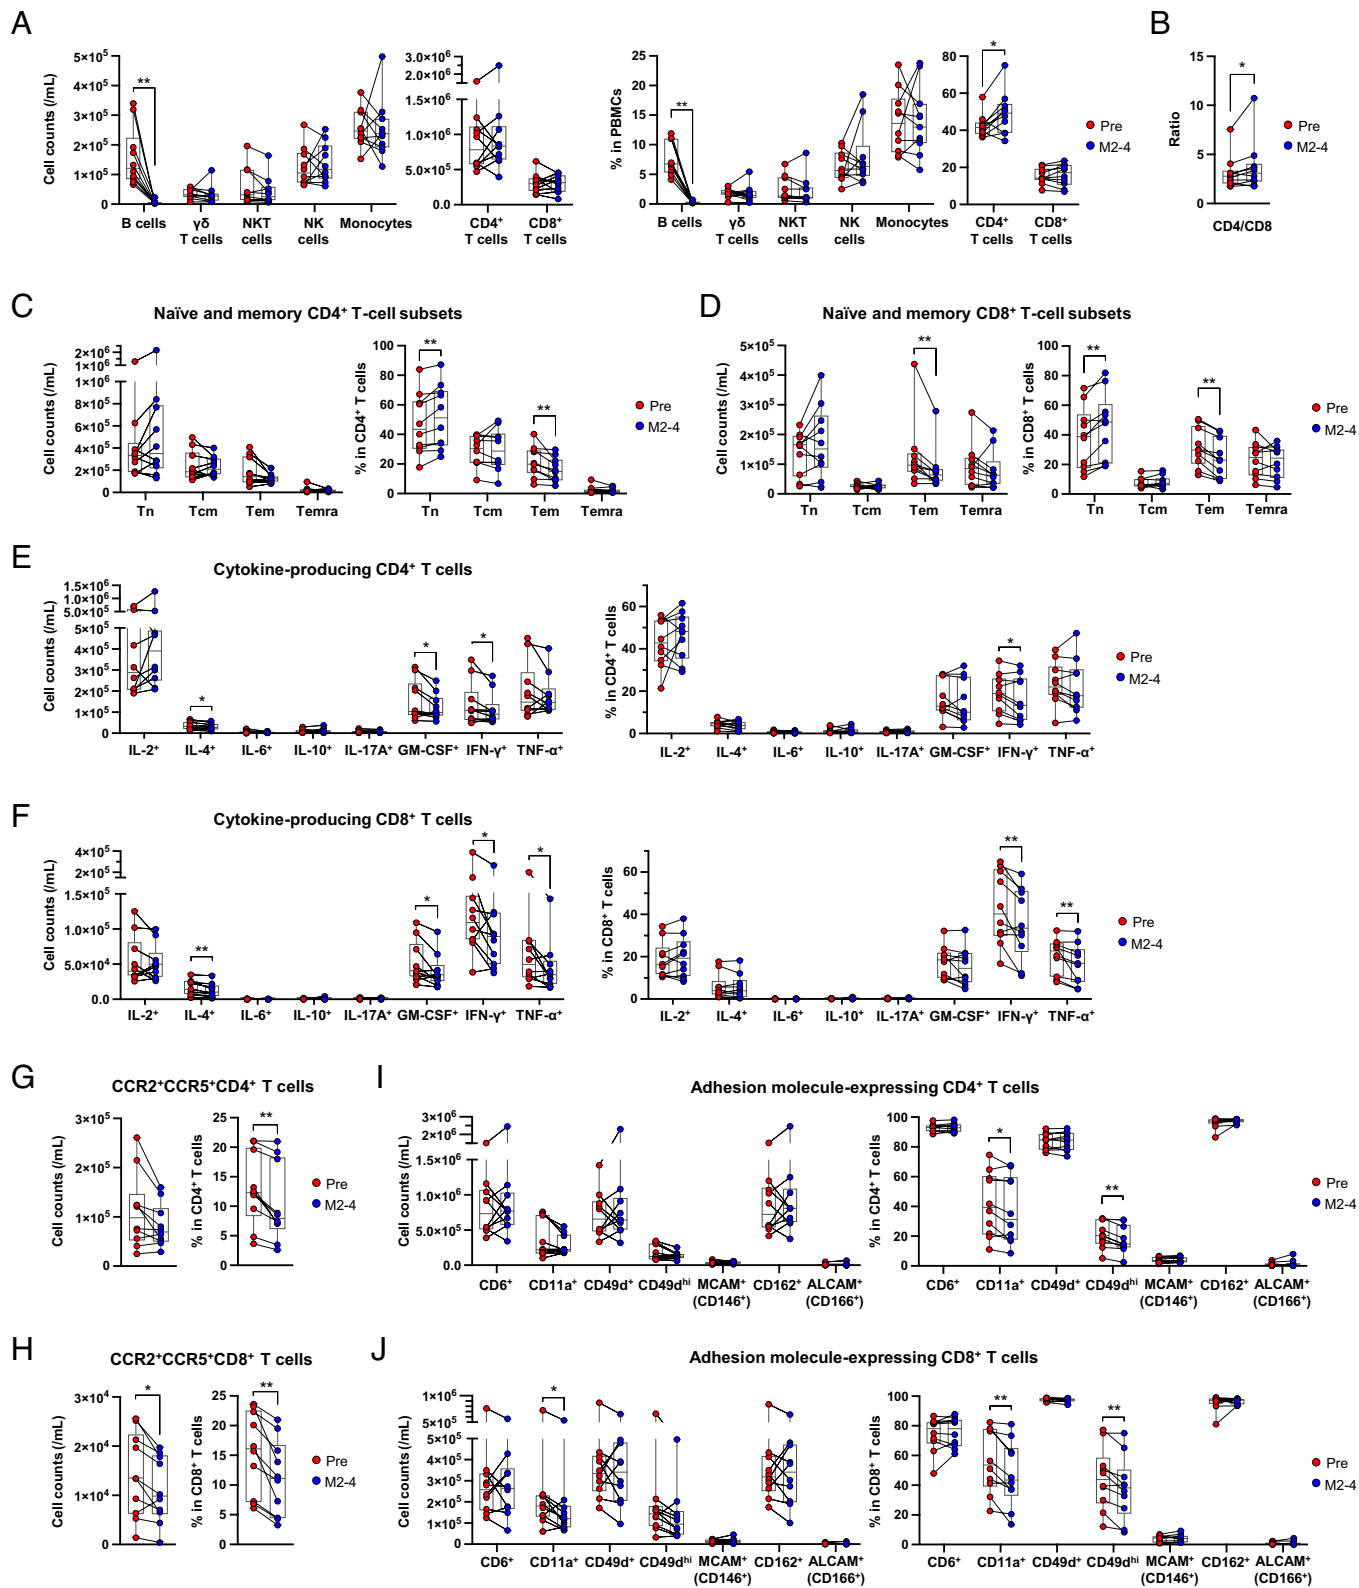 A
B
Cell counts (/mL)
5×10⁵
4×10⁵
3×10⁵
2×10⁵
1×10⁵
0
**
B cells
γδ
T cells
NKT
cells
NK
cells
Monocytes
3.0×10⁶
2.5×10⁶
2.0×10⁶
1.0×10⁶
5.0×10⁵
0.0
CD4⁺
T cells
CD8⁺
T cells
% in PBMCs
25
20
15
10
5
0
**
B cells
γδ
T cells
NKT
cells
NK
cells
Monocytes
80
60
40
20
0
*
CD4⁺
T cells
CD8⁺
T cells
Ratio
15
10
5
0
*
CD4/CD8
Pre
M2-4
C
Naïve and memory CD4⁺ T-cell subsets
Cell counts (/mL)
2×10⁶
1×10⁶
1×10⁶
8×10⁵
6×10⁵
4×10⁵
2×10⁵
0
Tn
Tcm
Tem
Temra
% in CD4⁺ T cells
100
80
60
40
20
0
**
**
Tn
Tcm
Tem
Temra
Pre
M2-4
D
Naïve and memory CD8⁺ T-cell subsets
Cell counts (/mL)
5×10⁵
4×10⁵
3×10⁵
2×10⁵
1×10⁵
0
**
Tn
Tcm
Tem
Temra
% in CD8⁺ T cells
100
80
60
40
20
0
**
**
Tn
Tcm
Tem
Temra
Pre
M2-4
E
Cytokine-producing CD4⁺ T cells
Cell counts (/mL)
1.5×10⁶
1.0×10⁶
5.0×10⁵
5×10⁵
4×10⁵
3×10⁵
2×10⁵
1×10⁵
0
*
*
*
IL-2⁺
IL-4⁺
IL-6⁺
IL-10⁺
IL-17A⁺
GM-CSF⁺
IFN-γ⁺
TNF-α⁺
% in CD4⁺ T cells
60
40
20
0
*
IL-2⁺
IL-4⁺
IL-6⁺
IL-10⁺
IL-17A⁺
GM-CSF⁺
IFN-γ⁺
TNF-α⁺
Pre
M2-4
F
Cytokine-producing CD8⁺ T cells
Cell counts (/mL)
4×10⁵
2×10⁵
1.5×10⁵
1.0×10⁵
5.0×10⁴
0.0
**
*
*
*
IL-2⁺
IL-4⁺
IL-6⁺
IL-10⁺
IL-17A⁺
GM-CSF⁺
IFN-γ⁺
TNF-α⁺
% in CD8⁺ T cells
60
40
20
0
**
**
IL-2⁺
IL-4⁺
IL-6⁺
IL-10⁺
IL-17A⁺
GM-CSF⁺
IFN-γ⁺
TNF-α⁺
Pre
M2-4
G
CCR2⁺CCR5⁺CD4⁺ T cells
Cell counts (/mL)
3×10⁵
2×10⁵
1×10⁵
0
% in CD4⁺ T cells
25
20
15
10
5
0
**
Pre
M2-4
I
Adhesion molecule-expressing CD4⁺ T cells
Cell counts (/mL)
3×10⁶
2×10⁶
1.5×10⁶
1.0×10⁶
5.0×10⁵
0.0
CD6⁺
CD11a⁺
CD49d⁺
CD49dʰⁱ
MCAM⁺
(CD146⁺)
CD162⁺
ALCAM⁺
(CD166⁺)
% in CD4⁺ T cells
100
80
60
40
20
0
*
**
CD6⁺
CD11a⁺
CD49d⁺
CD49dʰⁱ
MCAM⁺
(CD146⁺)
CD162⁺
ALCAM⁺
(CD166⁺)
Pre
M2-4
H
CCR2⁺CCR5⁺CD8⁺ T cells
Cell counts (/mL)
3×10⁴
2×10⁴
1×10⁴
0
*
% in CD8⁺ T cells
25
20
15
10
5
0
**
Pre
M2-4
J
Adhesion molecule-expressing CD8⁺ T cells
Cell counts (/mL)
1×10⁶
5×10⁵
5×10⁵
4×10⁵
3×10⁵
2×10⁵
1×10⁵
0
*
CD6⁺
CD11a⁺
CD49d⁺
CD49dʰⁱ
MCAM⁺
(CD146⁺)
CD162⁺
ALCAM⁺
(CD166⁺)
% in CD8⁺ T cells
100
80
60
40
20
0
**
**
CD6⁺
CD11a⁺
CD49d⁺
CD49dʰⁱ
MCAM⁺
(CD146⁺)
CD162⁺
ALCAM⁺
(CD166⁺)
Pre
M2-4